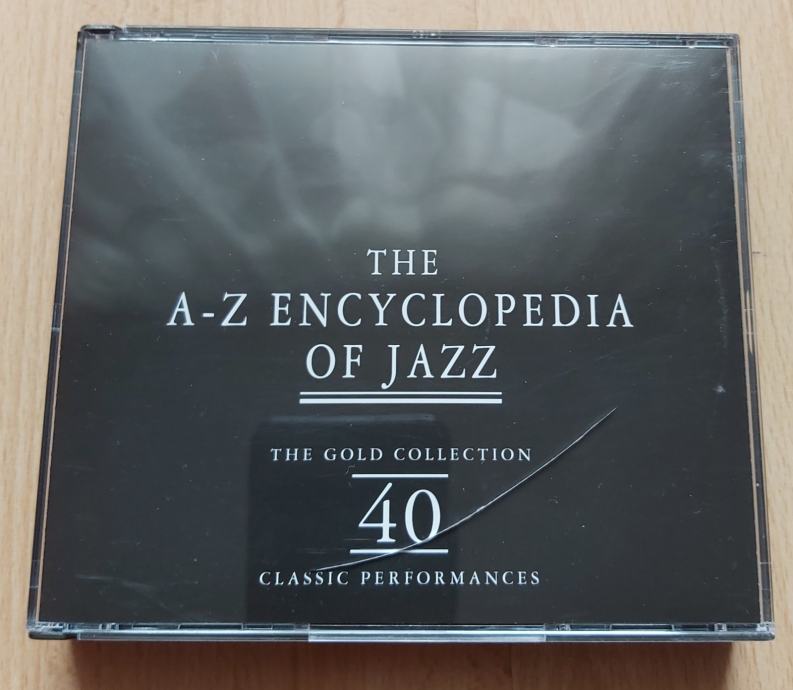 THE
A-Z ENCYCLOPEDIA
OF JAZZ
THE GOLD COLLECTION
40
CLASSIC PERFORMANCES